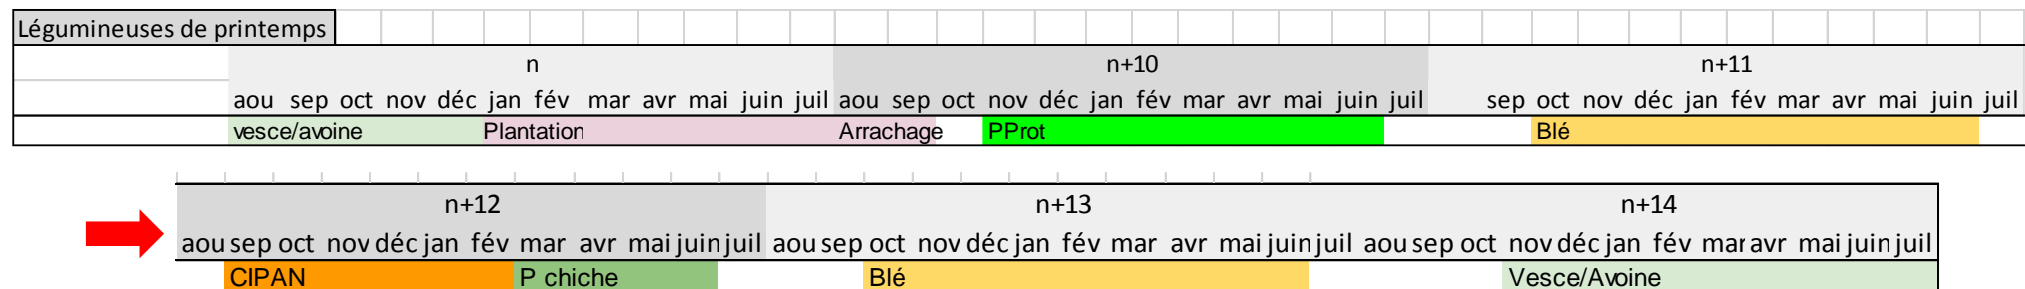 Légumineuses de printemps
n n+10 n+11
aou sep oct nov déc jan fév mar avr mai juin juil aou sep oct nov déc jan fév mar avr mai juin juil sep oct nov déc jan fév mar avr mai juin juil
vesce/avoine Plantation Arrachage PProt Blé
n+12 n+13 n+14
aou sep oct nov déc jan fév mar avr mai juin juil aou sep oct nov déc jan fév mar avr mai juin juil aou sep oct nov déc jan fév mar avr mai juin juil
CIPAN P chiche Blé Vesce/Avoine